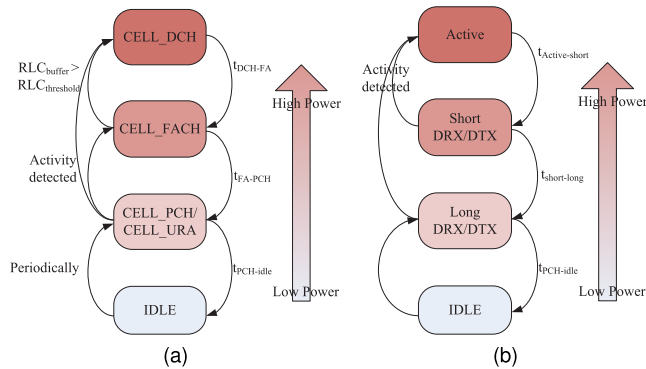 CELL_DCH
RLCbuffer >
RLCthreshold
tDCH-FA
High Power
CELL_FACH
Activity
detected
tFA-PCH
CELL_PCH/
CELL_URA
Periodically
tPCH-idle
Low Power
IDLE
(a)
Active
Activity
detected
tActive-short
High Power
Short
DRX/DTX
tshort-long
Long
DRX/DTX
tPCH-idle
Low Power
IDLE
(b)